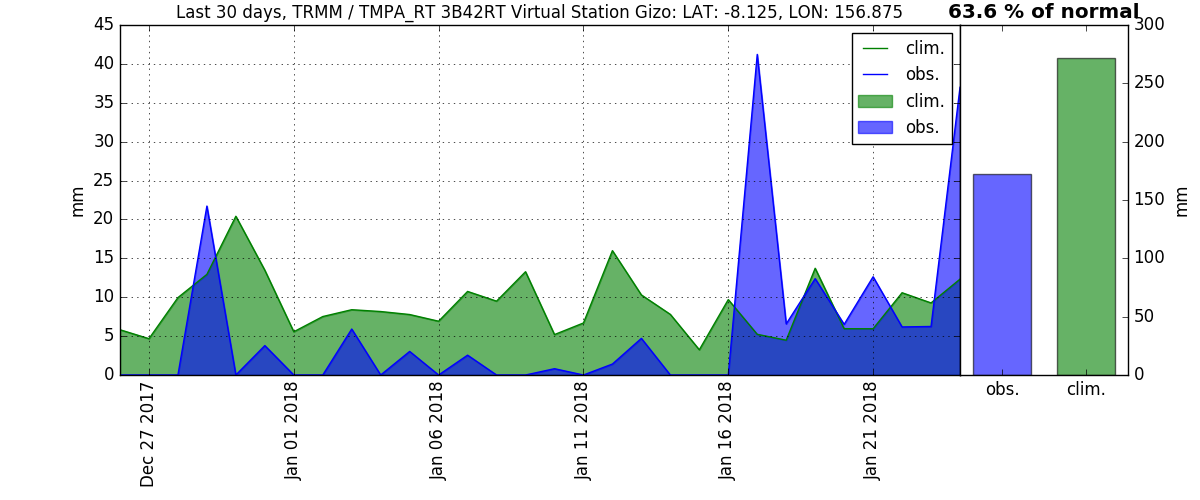 Last 30 days, TRMM / TMPA_RT 3B42RT Virtual Station Gizo: LAT: -8.125, LON: 156.875
63.6 % of normal
45
40
35
30
25
20
15
10
5
0
mm
clim.
obs.
clim.
obs.
Dec 27 2017
Jan 01 2018
Jan 06 2018
Jan 11 2018
Jan 16 2018
Jan 21 2018
300
250
200
150
100
50
0
mm
obs.
clim.